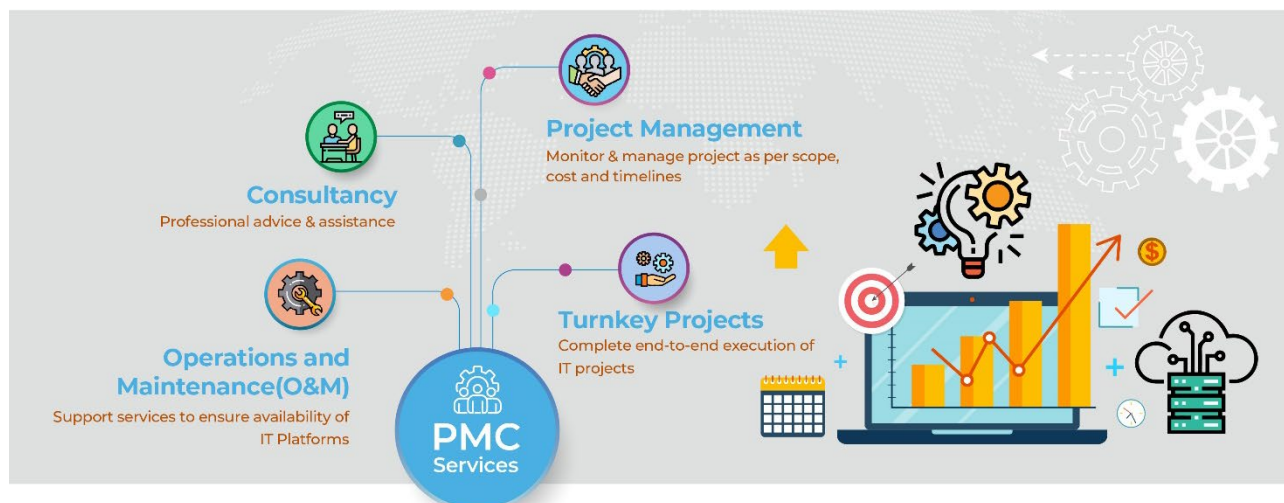 Project Management
Monitor & manage project as per scope,
cost and timelines
Consultancy
Professional advice & assistance
Turnkey Projects
Complete end-to-end execution of
IT projects
Operations and
Maintenance(O&M)
Support services to ensure availability of
IT Platforms
PMC
Services
$